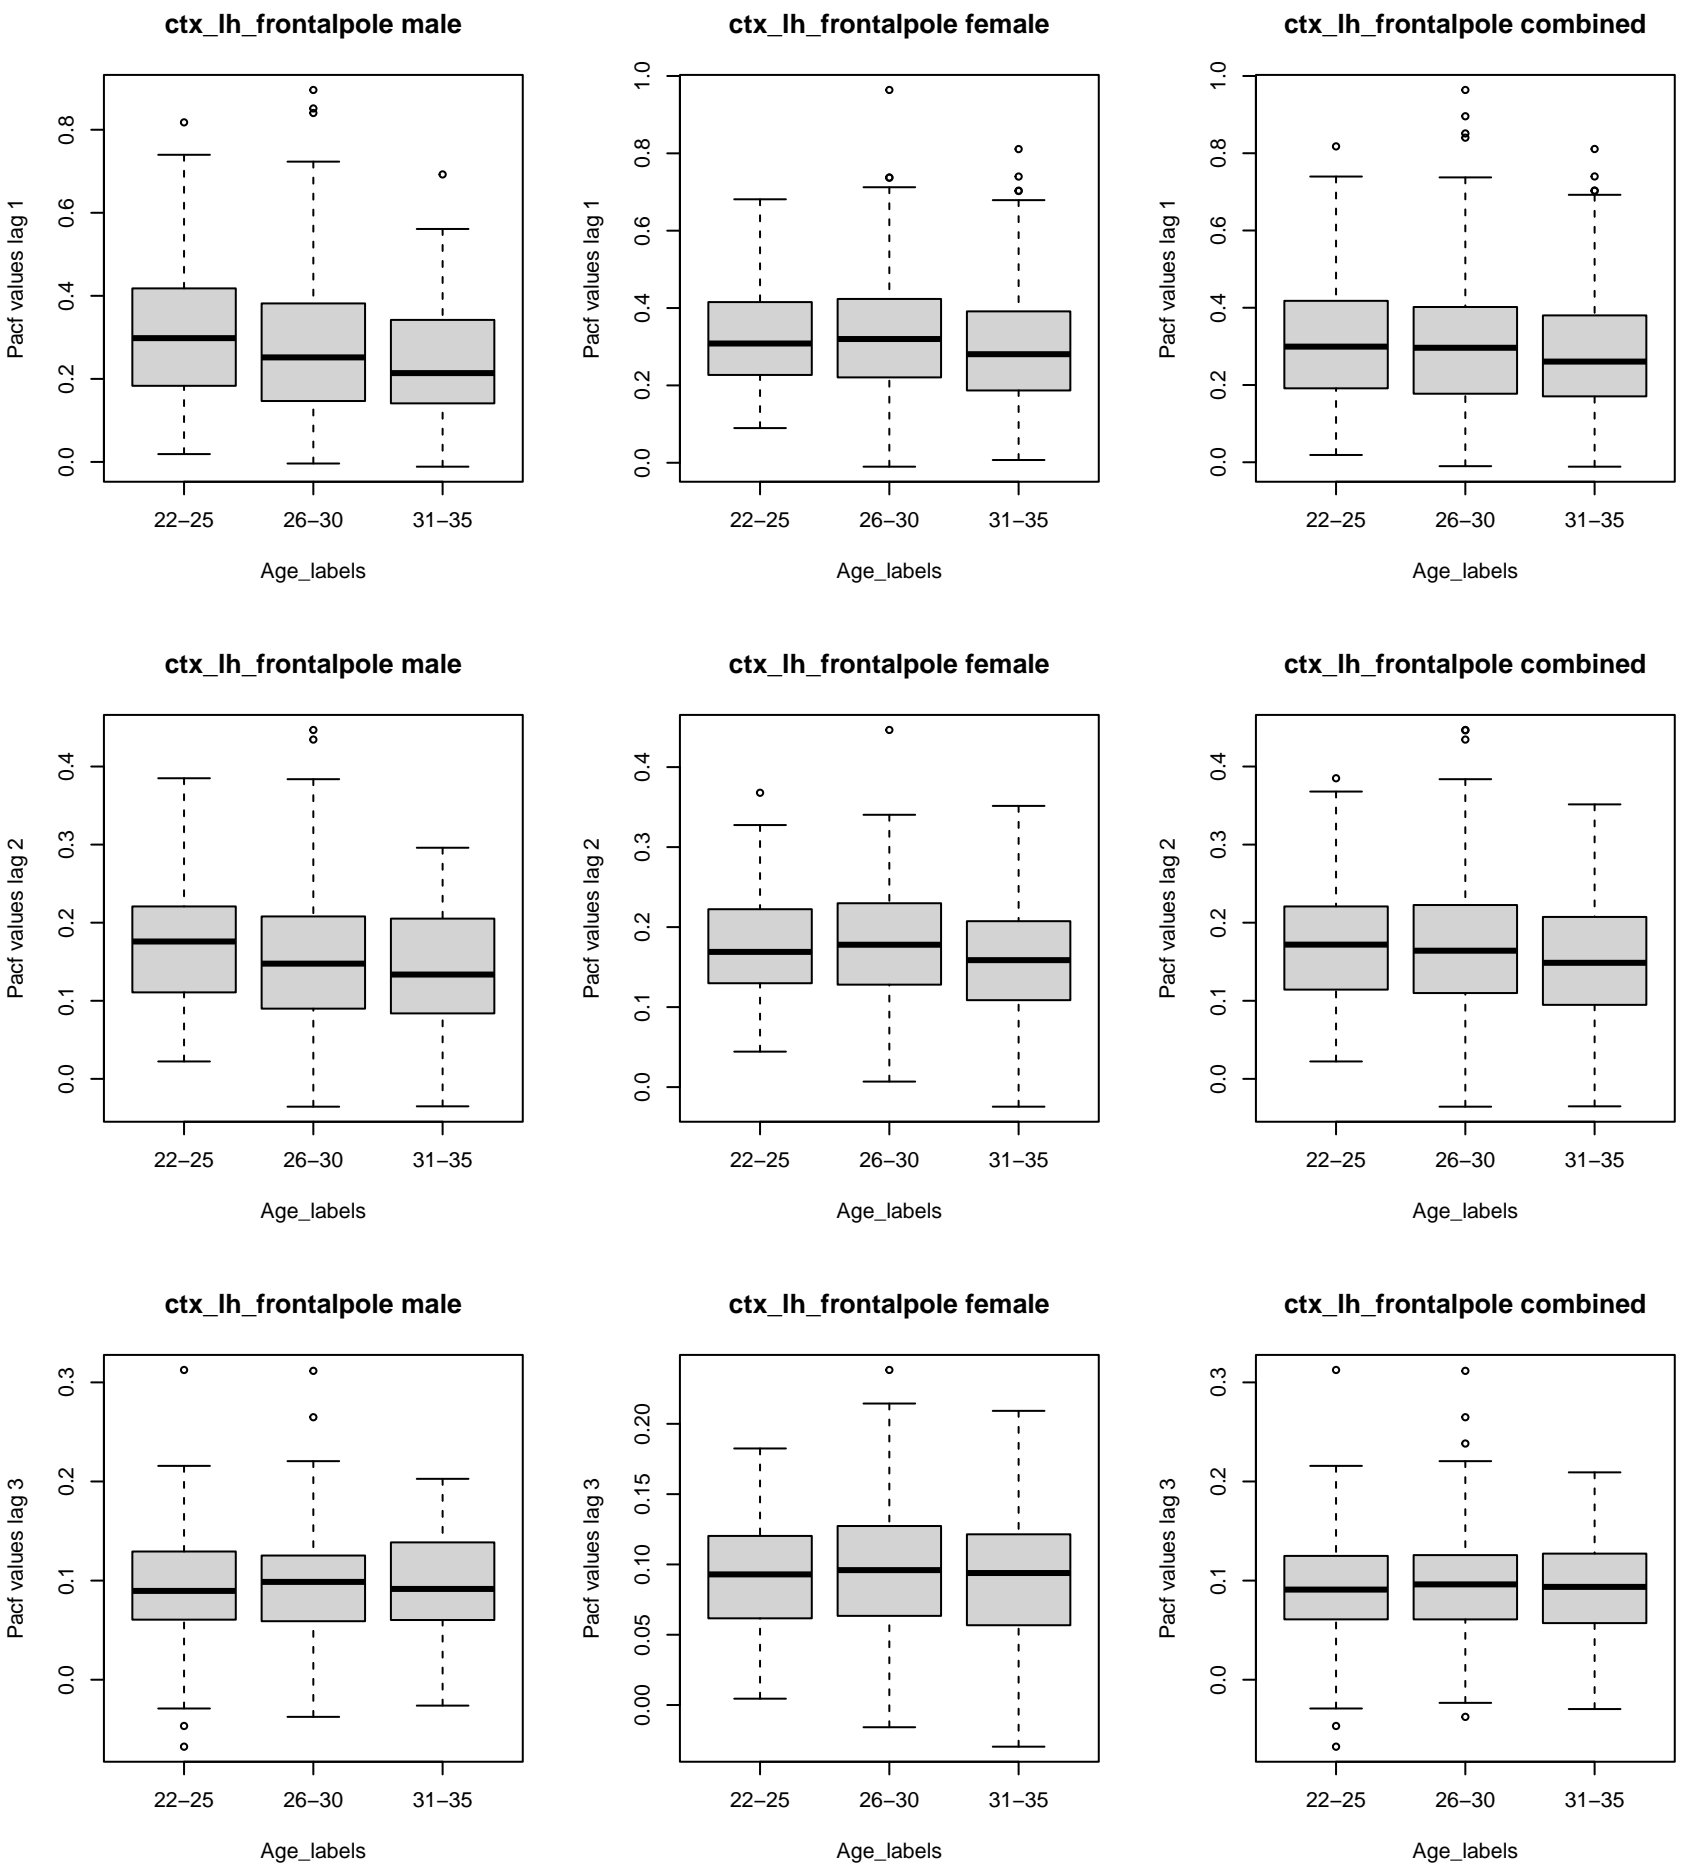 ctx_lh_frontalpole male
Pacf values lag 1
0.8
0.6
0.4
0.2
0.0
22–25 26–30 31–35
Age_labels
ctx_lh_frontalpole female
Pacf values lag 1
1.0
0.8
0.6
0.4
0.2
0.0
22–25 26–30 31–35
Age_labels
ctx_lh_frontalpole combined
Pacf values lag 1
1.0
0.8
0.6
0.4
0.2
0.0
22–25 26–30 31–35
Age_labels
ctx_lh_frontalpole male
Pacf values lag 2
0.4
0.3
0.2
0.1
0.0
22–25 26–30 31–35
Age_labels
ctx_lh_frontalpole female
Pacf values lag 2
0.4
0.3
0.2
0.1
0.0
22–25 26–30 31–35
Age_labels
ctx_lh_frontalpole combined
Pacf values lag 2
0.4
0.3
0.2
0.1
0.0
22–25 26–30 31–35
Age_labels
ctx_lh_frontalpole male
Pacf values lag 3
0.3
0.2
0.1
0.0
22–25 26–30 31–35
Age_labels
ctx_lh_frontalpole female
Pacf values lag 3
0.20
0.15
0.10
0.05
0.00
22–25 26–30 31–35
Age_labels
ctx_lh_frontalpole combined
Pacf values lag 3
0.3
0.2
0.1
0.0
22–25 26–30 31–35
Age_labels